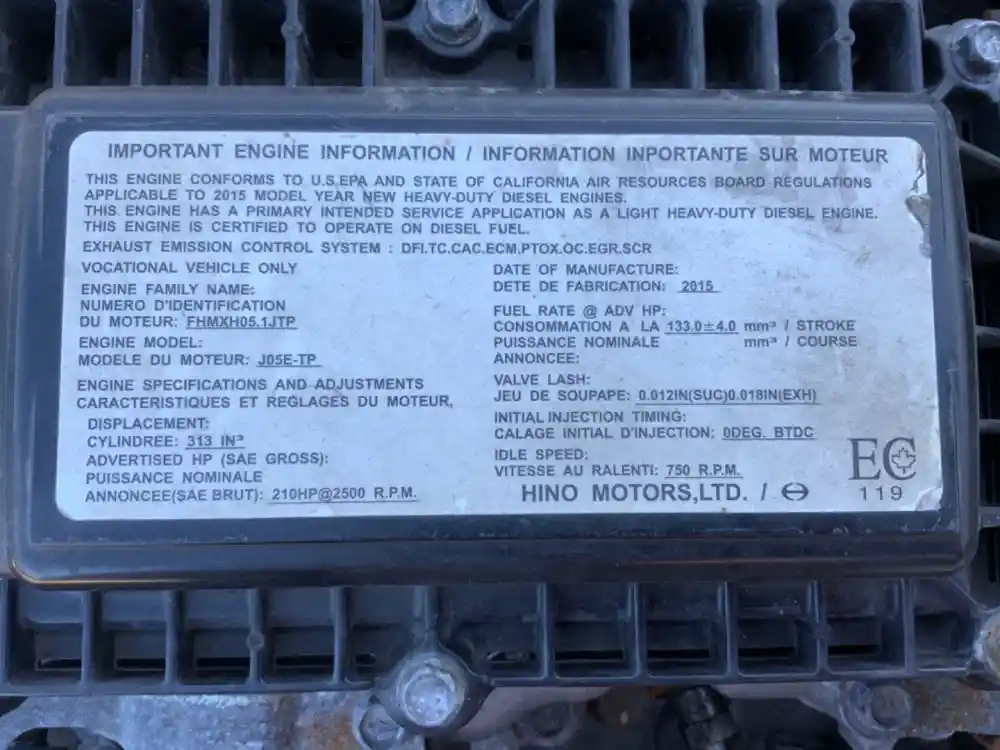 IMPORTANT ENGINE INFORMATION / INFORMATION INPORTANTE SUR MOTEUR
THIS ENGINE CONFORMS TO U.S.EPA AND STATE OF CALIFORNIA AIR RESOURCES BOARD REGULATIONS
APPLICABLE TO 2015 MODEL YEAR NEW HEAVY-DUTY DIESEL ENGINES.
THIS ENGINE HAS A PRIMARY INTENDED SERVICE APPLICATION AS A LIGHT HEAVY-DUTY DIESEL ENGINE.
THIS ENGINE IS CERTIFIED TO OPERATE ON DIESEL FUEL.
EXHAUST EMISSION CONTROL SYSTEM : DFI.TC.CAC.ECM.PTOX.OC.EGR.SCR
VOCATIONAL VEHICLE ONLY
ENGINE FAMILY NAME:
NUMERO D'IDENTIFICATION
DU MOTEUR: FHMXH05.1JTP
ENGINE MODEL:
MODELE DU MOTEUR: J05E-TP
ENGINE SPECIFICATIONS AND ADJUSTMENTS
CARACTERISTIQUES ET REGLAGES DU MOTEUR,
DISPLACEMENT:
CYLINDREE: 313 IN³
ADVERTISED HP (SAE GROSS):
PUISSANCE NOMINALE
ANNONCEE(SAE BRUT): 210HP@2500 R.P.M.
DATE OF MANUFACTURE:
DETE DE FABRICATION: 2015
FUEL RATE @ ADV HP:
CONSOMMATION A LA 133.0±4.0 mm³ / STROKE
PUISSANCE NOMINALE mm³ / COURSE
ANNONCEE:
VALVE LASH:
JEU DE SOUPAPE: 0.012IN(SUC)0.018IN(EXH)
INITIAL INJECTION TIMING:
CALAGE INITIAL D'INJECTION: 0DEG. BTDC
IDLE SPEED:
VITESSE AU RALENTI: 750 R.P.M.
HINO MOTORS,LTD. /
EC
119